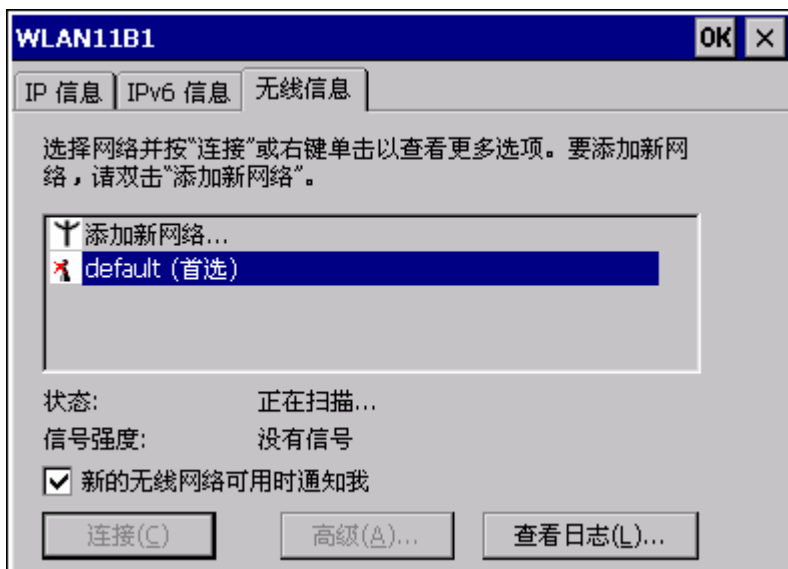 WLAN11B1 OK ×
IP 信息 IPv6 信息 无线信息
选择网络并按"连接"或右键单击以查看更多选项。要添加新网
络，请双击"添加新网络"。
添加新网络...
default (首选)
状态: 正在扫描...
信号强度: 没有信号
新的无线网络可用时通知我
连接(C) 高级(A)... 查看日志(L)...